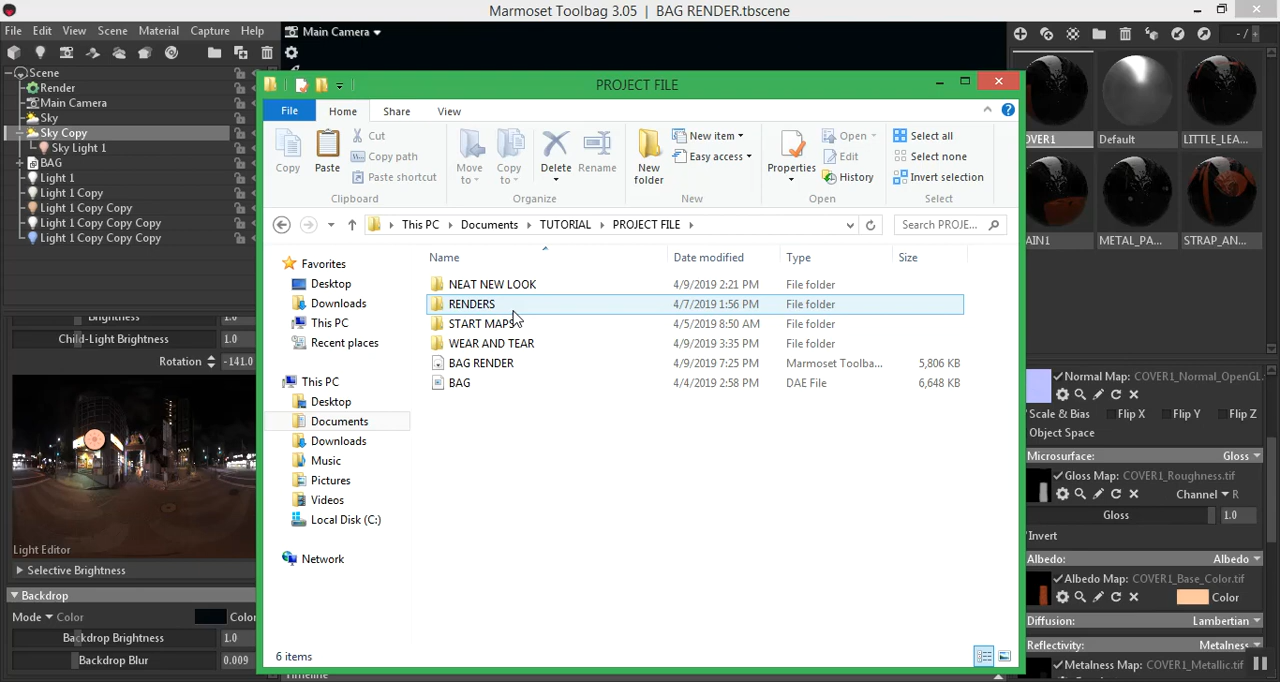 Marmoset Toolbag 3.05 | BAG RENDER.tbscene
File Edit View Scene Material Capture Help
Main Camera
- / +
Scene
Render
Main Camera
Sky
Sky Copy
Sky Light 1
BAG
Light 1
Light 1 Copy
Light 1 Copy Copy
Light 1 Copy Copy Copy
Light 1 Copy Copy Copy
Child-Light Brightness 1.0
Rotation -141.0
Light Editor
Selective Brightness
Backdrop
Mode Color Color
Backdrop Brightness 1.0
Backdrop Blur 0.009
PROJECT FILE
File Home Share View
Copy
Paste
Cut
Copy path
Paste shortcut
Clipboard
Move to
Copy to
Delete
Rename
Organize
New folder
New item
Easy access
New
Properties
Open
Edit
History
Open
Select all
Select none
Invert selection
Select
This PC Documents TUTORIAL PROJECT FILE
Search PROJE...
Name Date modified Type Size
NEAT NEW LOOK 4/9/2019 2:21 PM File folder
RENDERS 4/7/2019 1:56 PM File folder
START MAPS 4/5/2019 8:50 AM File folder
WEAR AND TEAR 4/9/2019 3:35 PM File folder
BAG RENDER 4/9/2019 7:25 PM Marmoset Toolba... 5,806 KB
BAG 4/4/2019 2:58 PM DAE File 6,648 KB
Favorites
Desktop
Downloads
This PC
Recent places
This PC
Desktop
Documents
Downloads
Music
Pictures
Videos
Local Disk (C:)
Network
6 items
OVER1 Default LITTLE_LEA...
AIN1 METAL_PA... STRAP_AN...
Normal Map: COVER1_Normal_OpenGL.
Scale & Bias Flip X Flip Y Flip Z
Object Space
Microsurface: Gloss
Gloss Map: COVER1_Roughness.tif
Channel R
Gloss 1.0
Invert
Albedo: Albedo
Albedo Map: COVER1_Base_Color.tif
Color
Diffusion: Lambertian
Reflectivity: Metalness
Metalness Map: COVER1_Metallic.tif